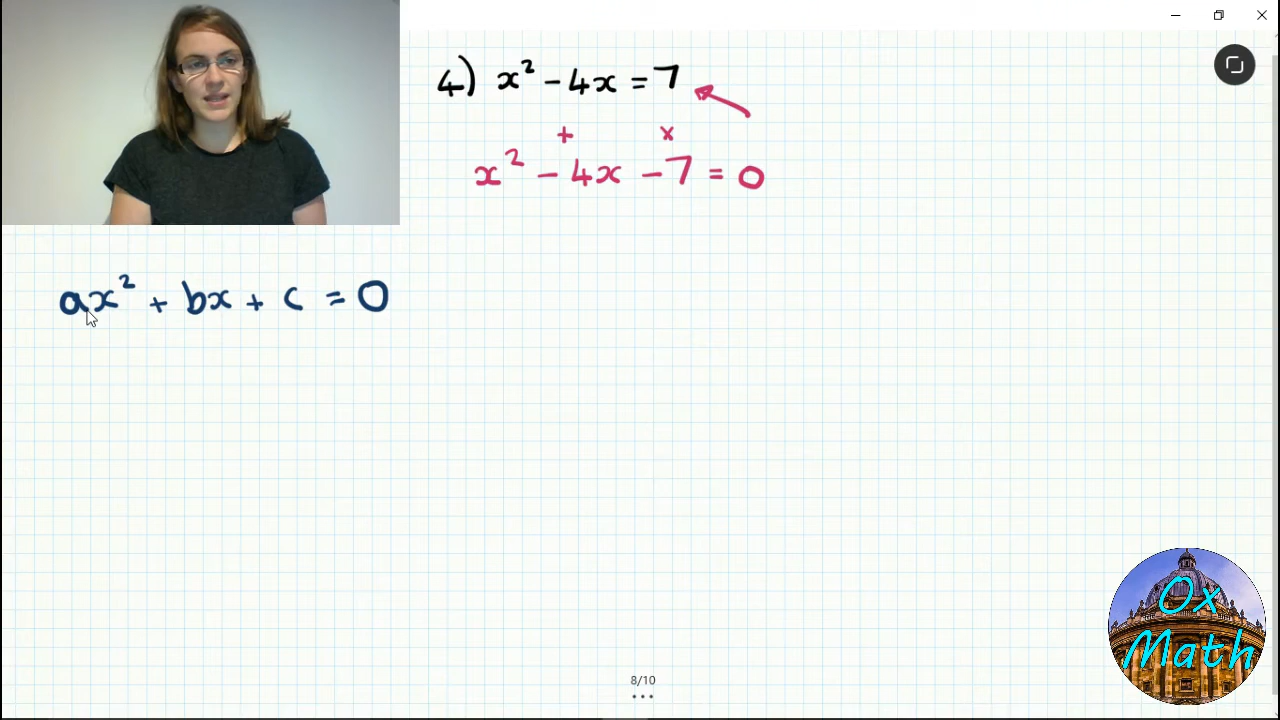 4) x² - 4x = 7
+ x
x² - 4x - 7 = 0
ax² + bx + c = 0
Ox
Math
8/10